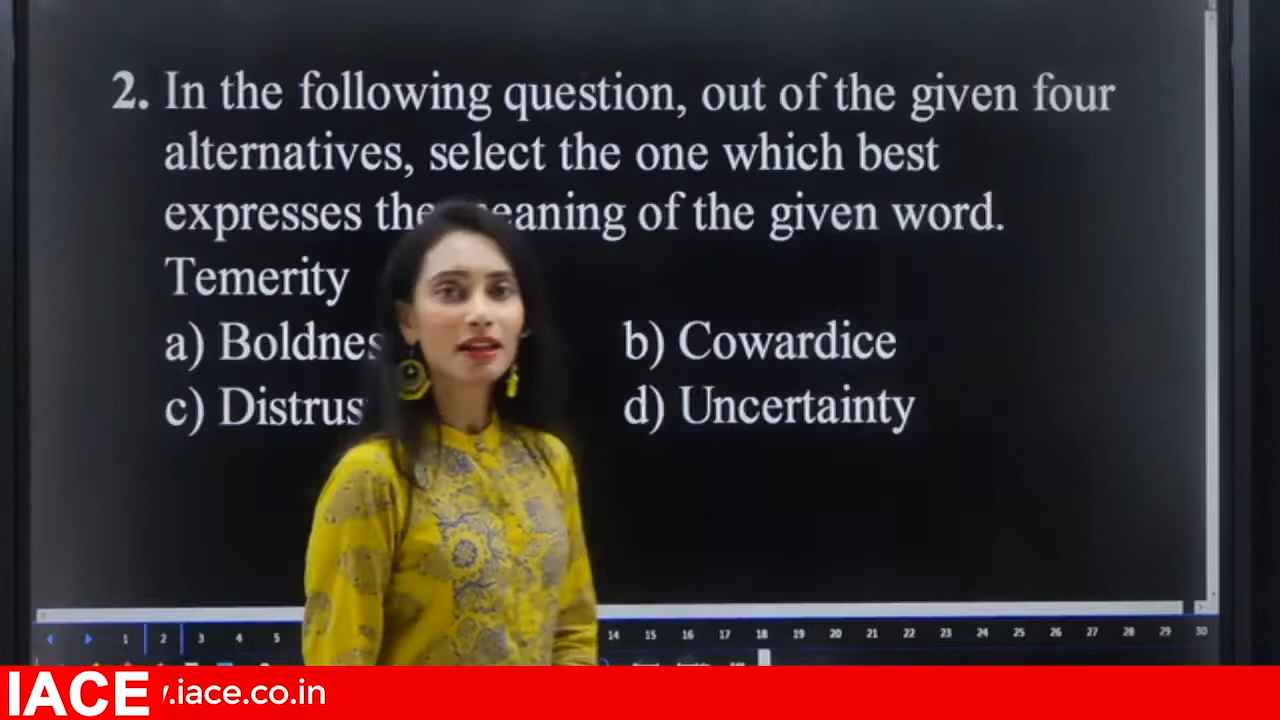 2. In the following question, out of the given four
alternatives, select the one which best
expresses the meaning of the given word.
Temerity
a) Boldnes b) Cowardice
c) Distrus d) Uncertainty
1 2 3 4 5 14 15 16 17 18 19 20 21 22 23 24 25 26 27 28 29 30
IACE .iace.co.in